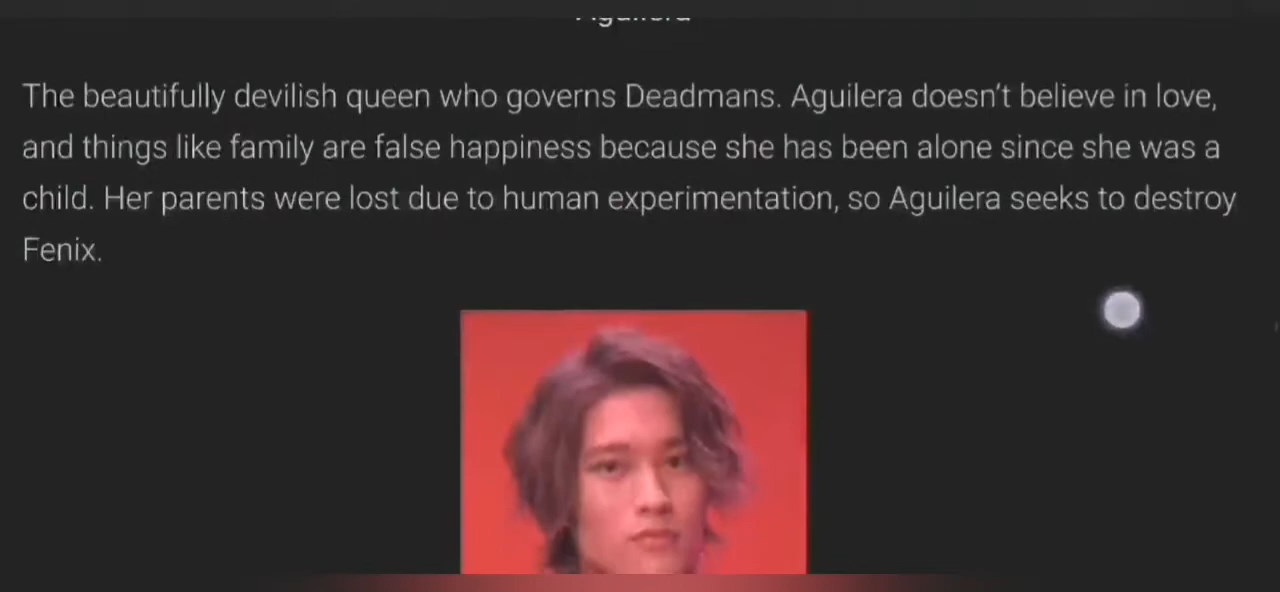 The beautifully devilish queen who governs Deadmans. Aguilera doesn't believe in love,
and things like family are false happiness because she has been alone since she was a
child. Her parents were lost due to human experimentation, so Aguilera seeks to destroy
Fenix.